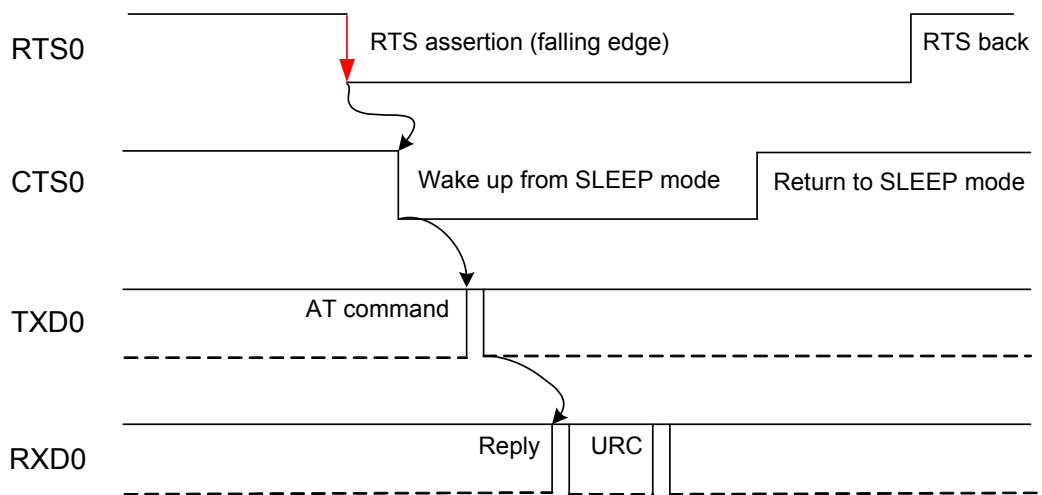 RTS0
RTS assertion (falling edge)
RTS back
CTS0
Wake up from SLEEP mode
Return to SLEEP mode
TXD0
AT command
RXD0
Reply
URC